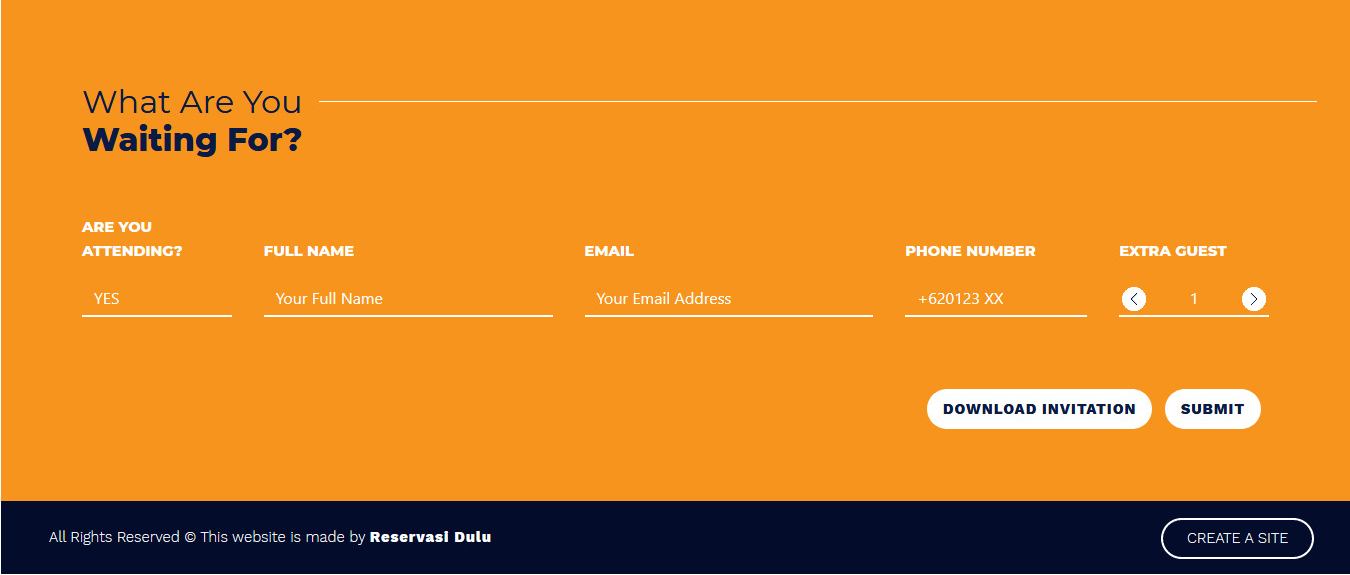 What Are You
Waiting For?
ARE YOU
ATTENDING?
FULL NAME
EMAIL
PHONE NUMBER
EXTRA GUEST
YES
Your Full Name
Your Email Address
+620123 XX
1
DOWNLOAD INVITATION
SUBMIT
All Rights Reserved © This website is made by Reservasi Dulu
CREATE A SITE